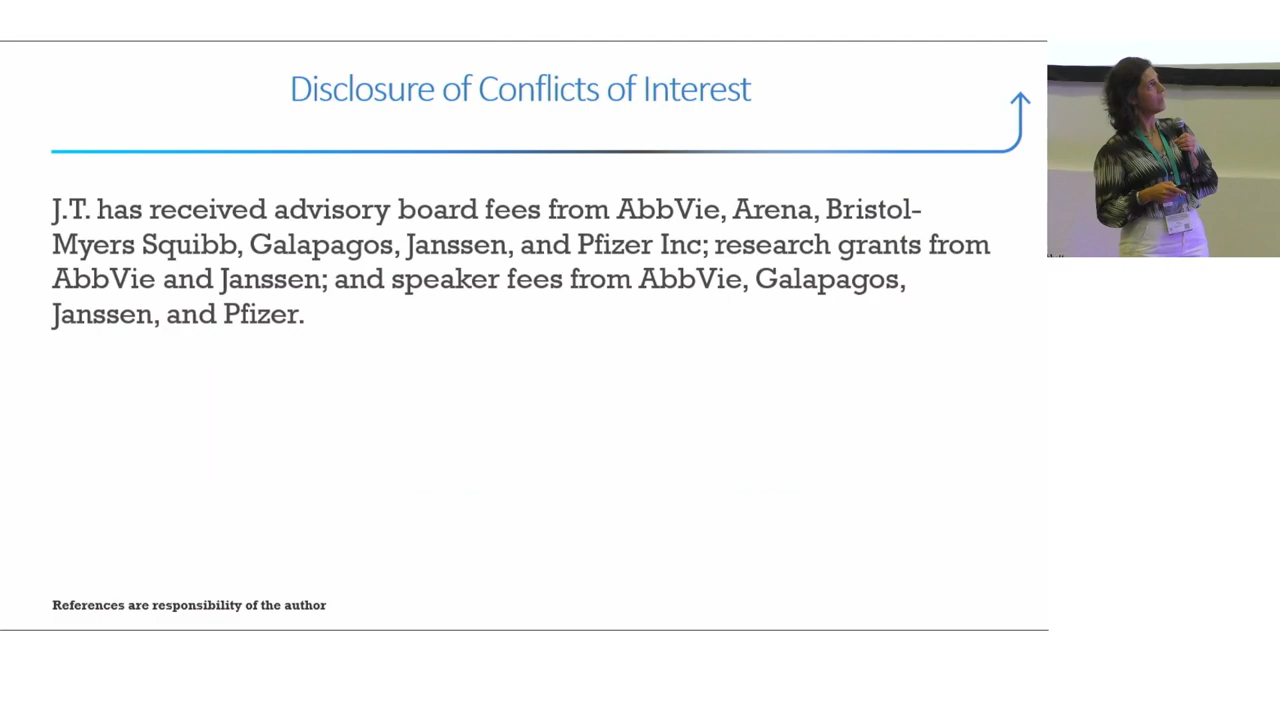 Disclosure of Conflicts of Interest
J.T. has received advisory board fees from AbbVie, Arena, Bristol-
Myers Squibb, Galapagos, Janssen, and Pfizer Inc; research grants from
AbbVie and Janssen; and speaker fees from AbbVie, Galapagos,
Janssen, and Pfizer.
References are responsibility of the author